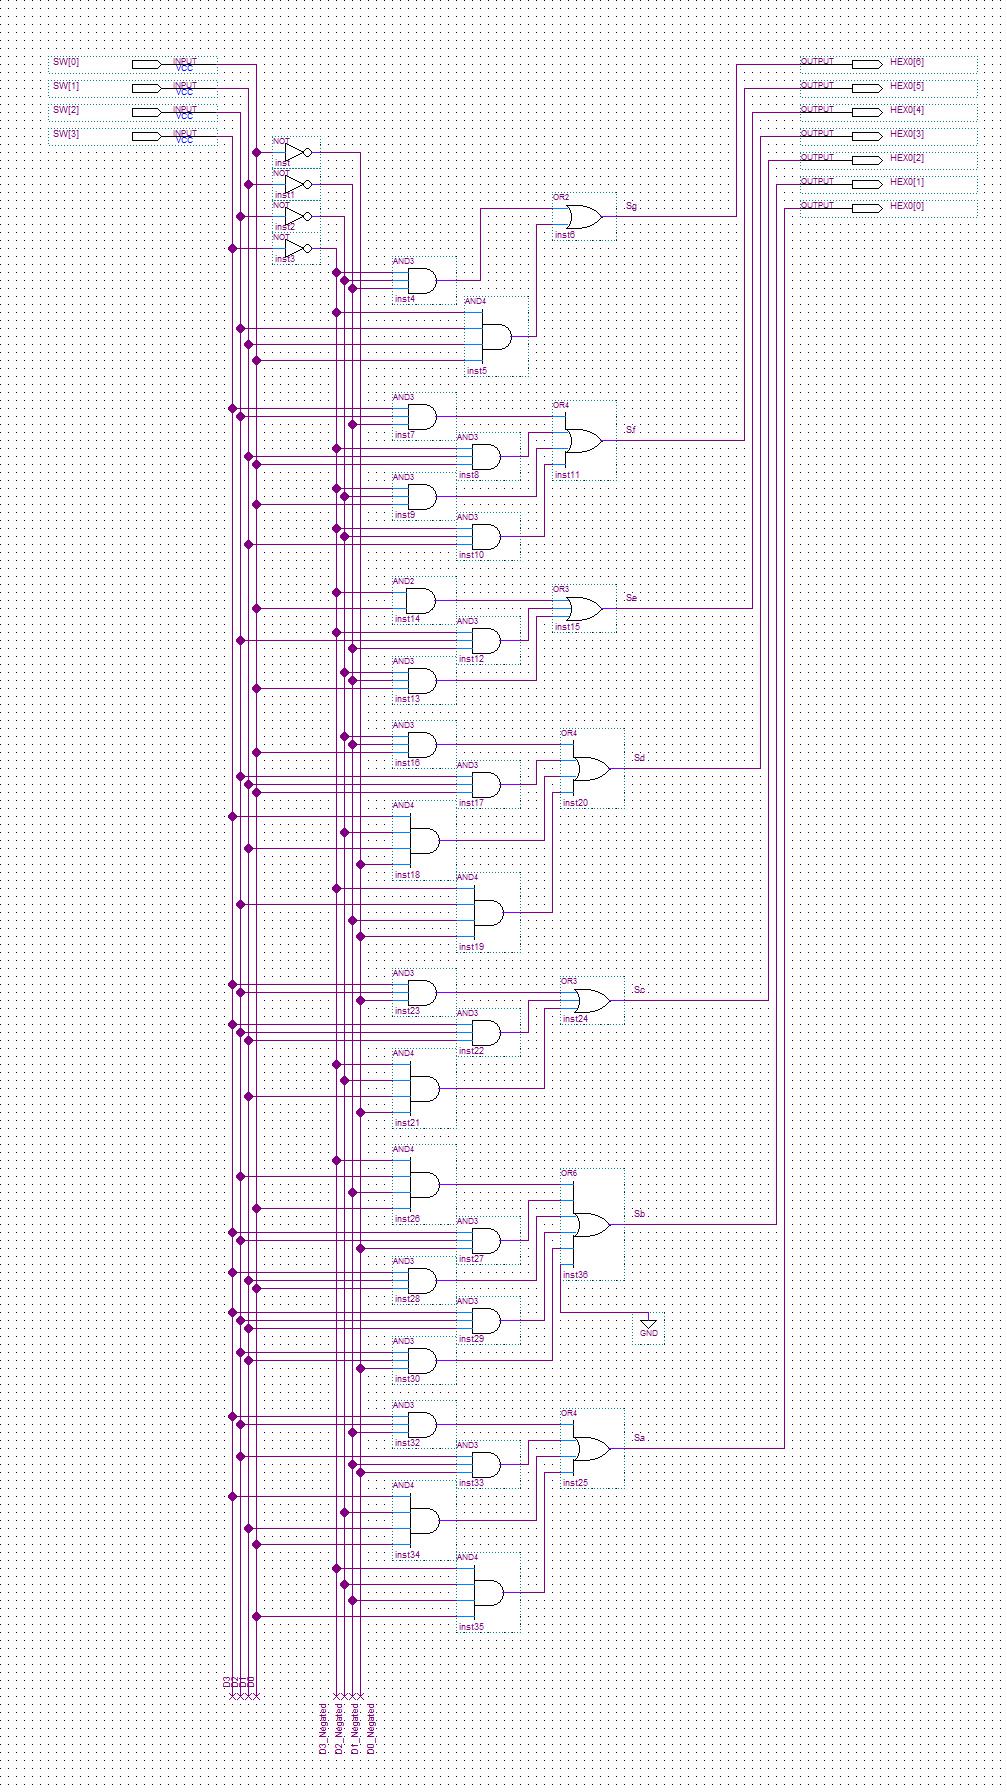 SW[0] INPUT VCC OUTPUT HEX0[6]
SW[1] INPUT VCC OUTPUT HEX0[5]
SW[2] INPUT VCC OUTPUT HEX0[4]
SW[3] INPUT VCC OUTPUT HEX0[3]
NOT
inst
OUTPUT HEX0[2]
NOT
inst1
OUTPUT HEX0[1]
NOT
inst2
OUTPUT HEX0[0]
NOT
inst3
OR2
Sg
inst6
AND3
inst4
AND4
inst5
AND3
inst7
OR4
Sf
inst11
AND3
inst8
AND3
inst9
AND3
inst10
AND2
inst14
OR3
Se
inst15
AND3
inst12
AND3
inst13
AND3
inst16
OR4
Sd
inst20
AND3
inst17
AND4
inst18
AND4
inst19
AND3
inst23
OR3
Sc
inst24
AND3
inst22
AND4
inst21
AND4
inst26
OR6
Sb
inst36
AND3
inst27
AND3
inst28
AND3
inst29
GND
AND3
inst30
AND3
inst32
OR4
Sa
inst25
AND3
inst33
AND4
inst34
AND4
inst35
D3
D2
D1
D0
D3_Negated
D2_Negated
D1_Negated
D0_Negated